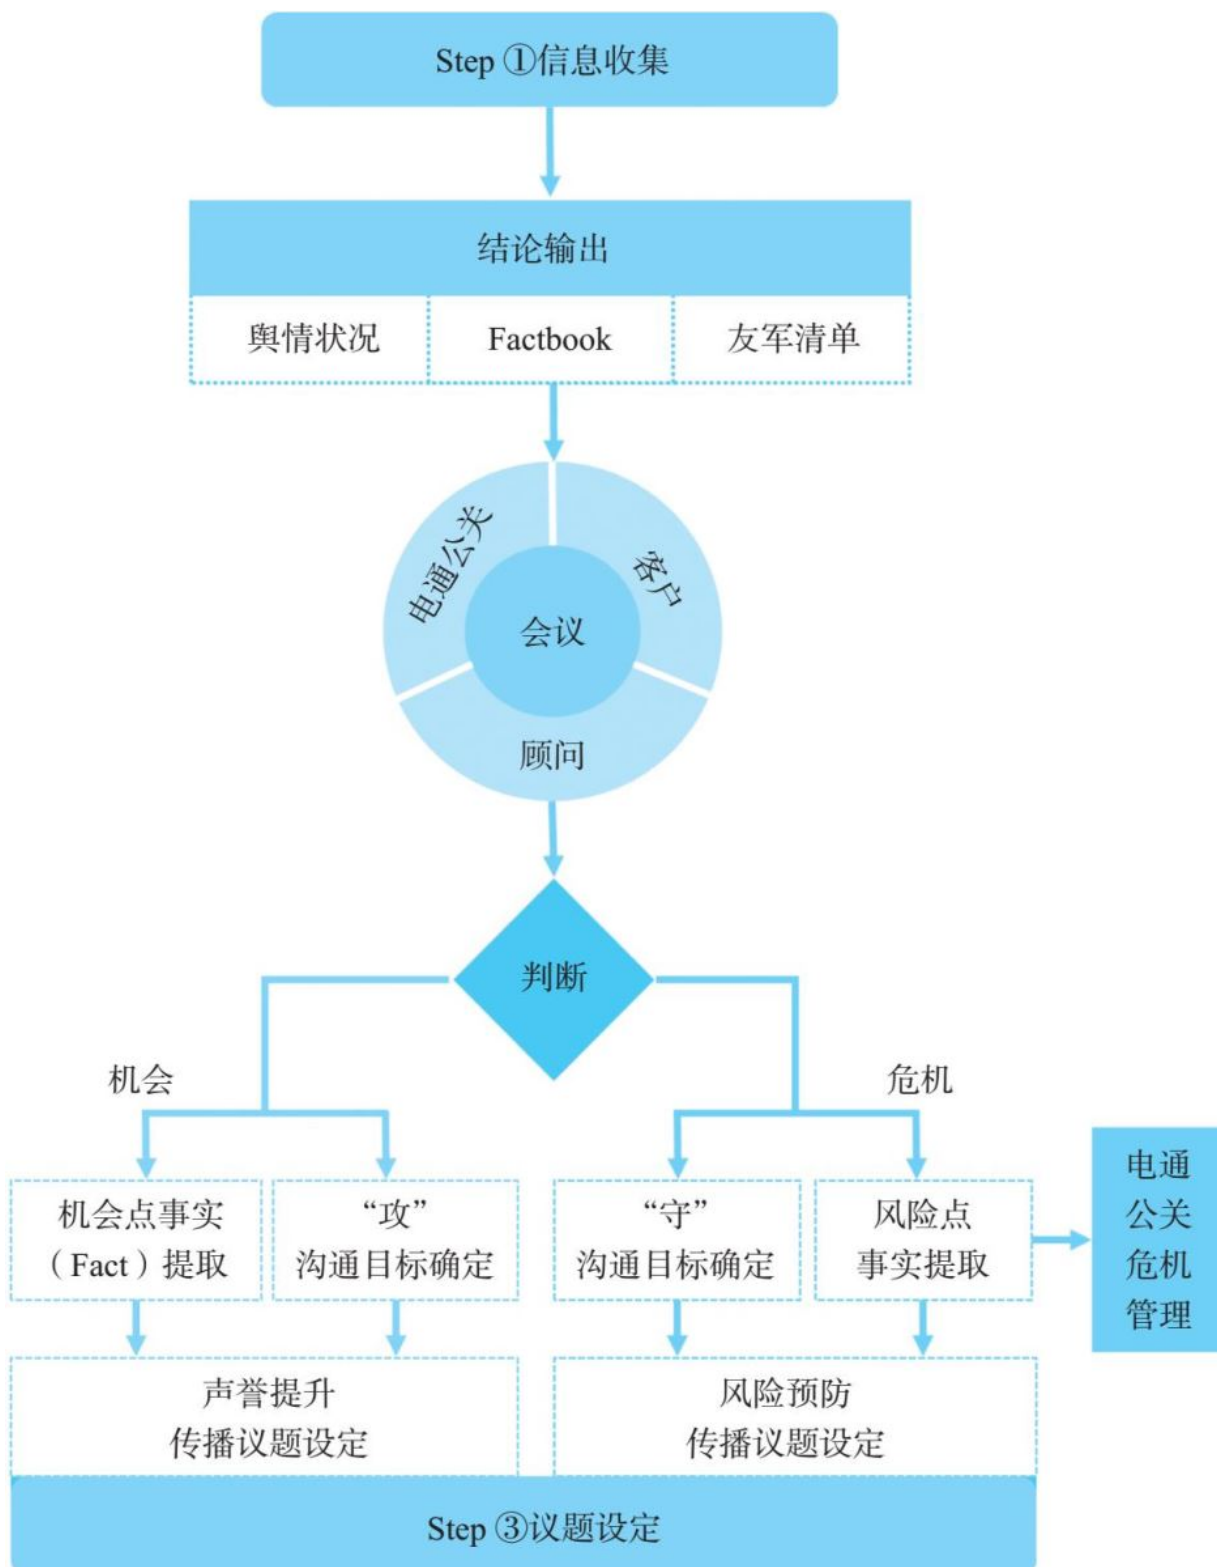 Step ①信息收集
结论输出
舆情状况
Factbook
友军清单
电通公关
客户
会议
顾问
判断
机会
危机
机会点事实
（Fact）提取
“攻”
沟通目标确定
“守”
沟通目标确定
风险点
事实提取
电通
公关
危机
管理
声誉提升
传播议题设定
风险预防
传播议题设定
Step ③议题设定